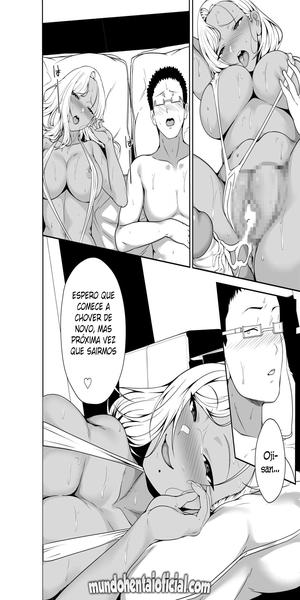 ESPERO QUE
COMECE A
CHOVER DE
NOVO, MAS
PRÓXIMA VEZ
QUE SAIRMOS
♡
Oji-
san...
mundohentaioficial.com